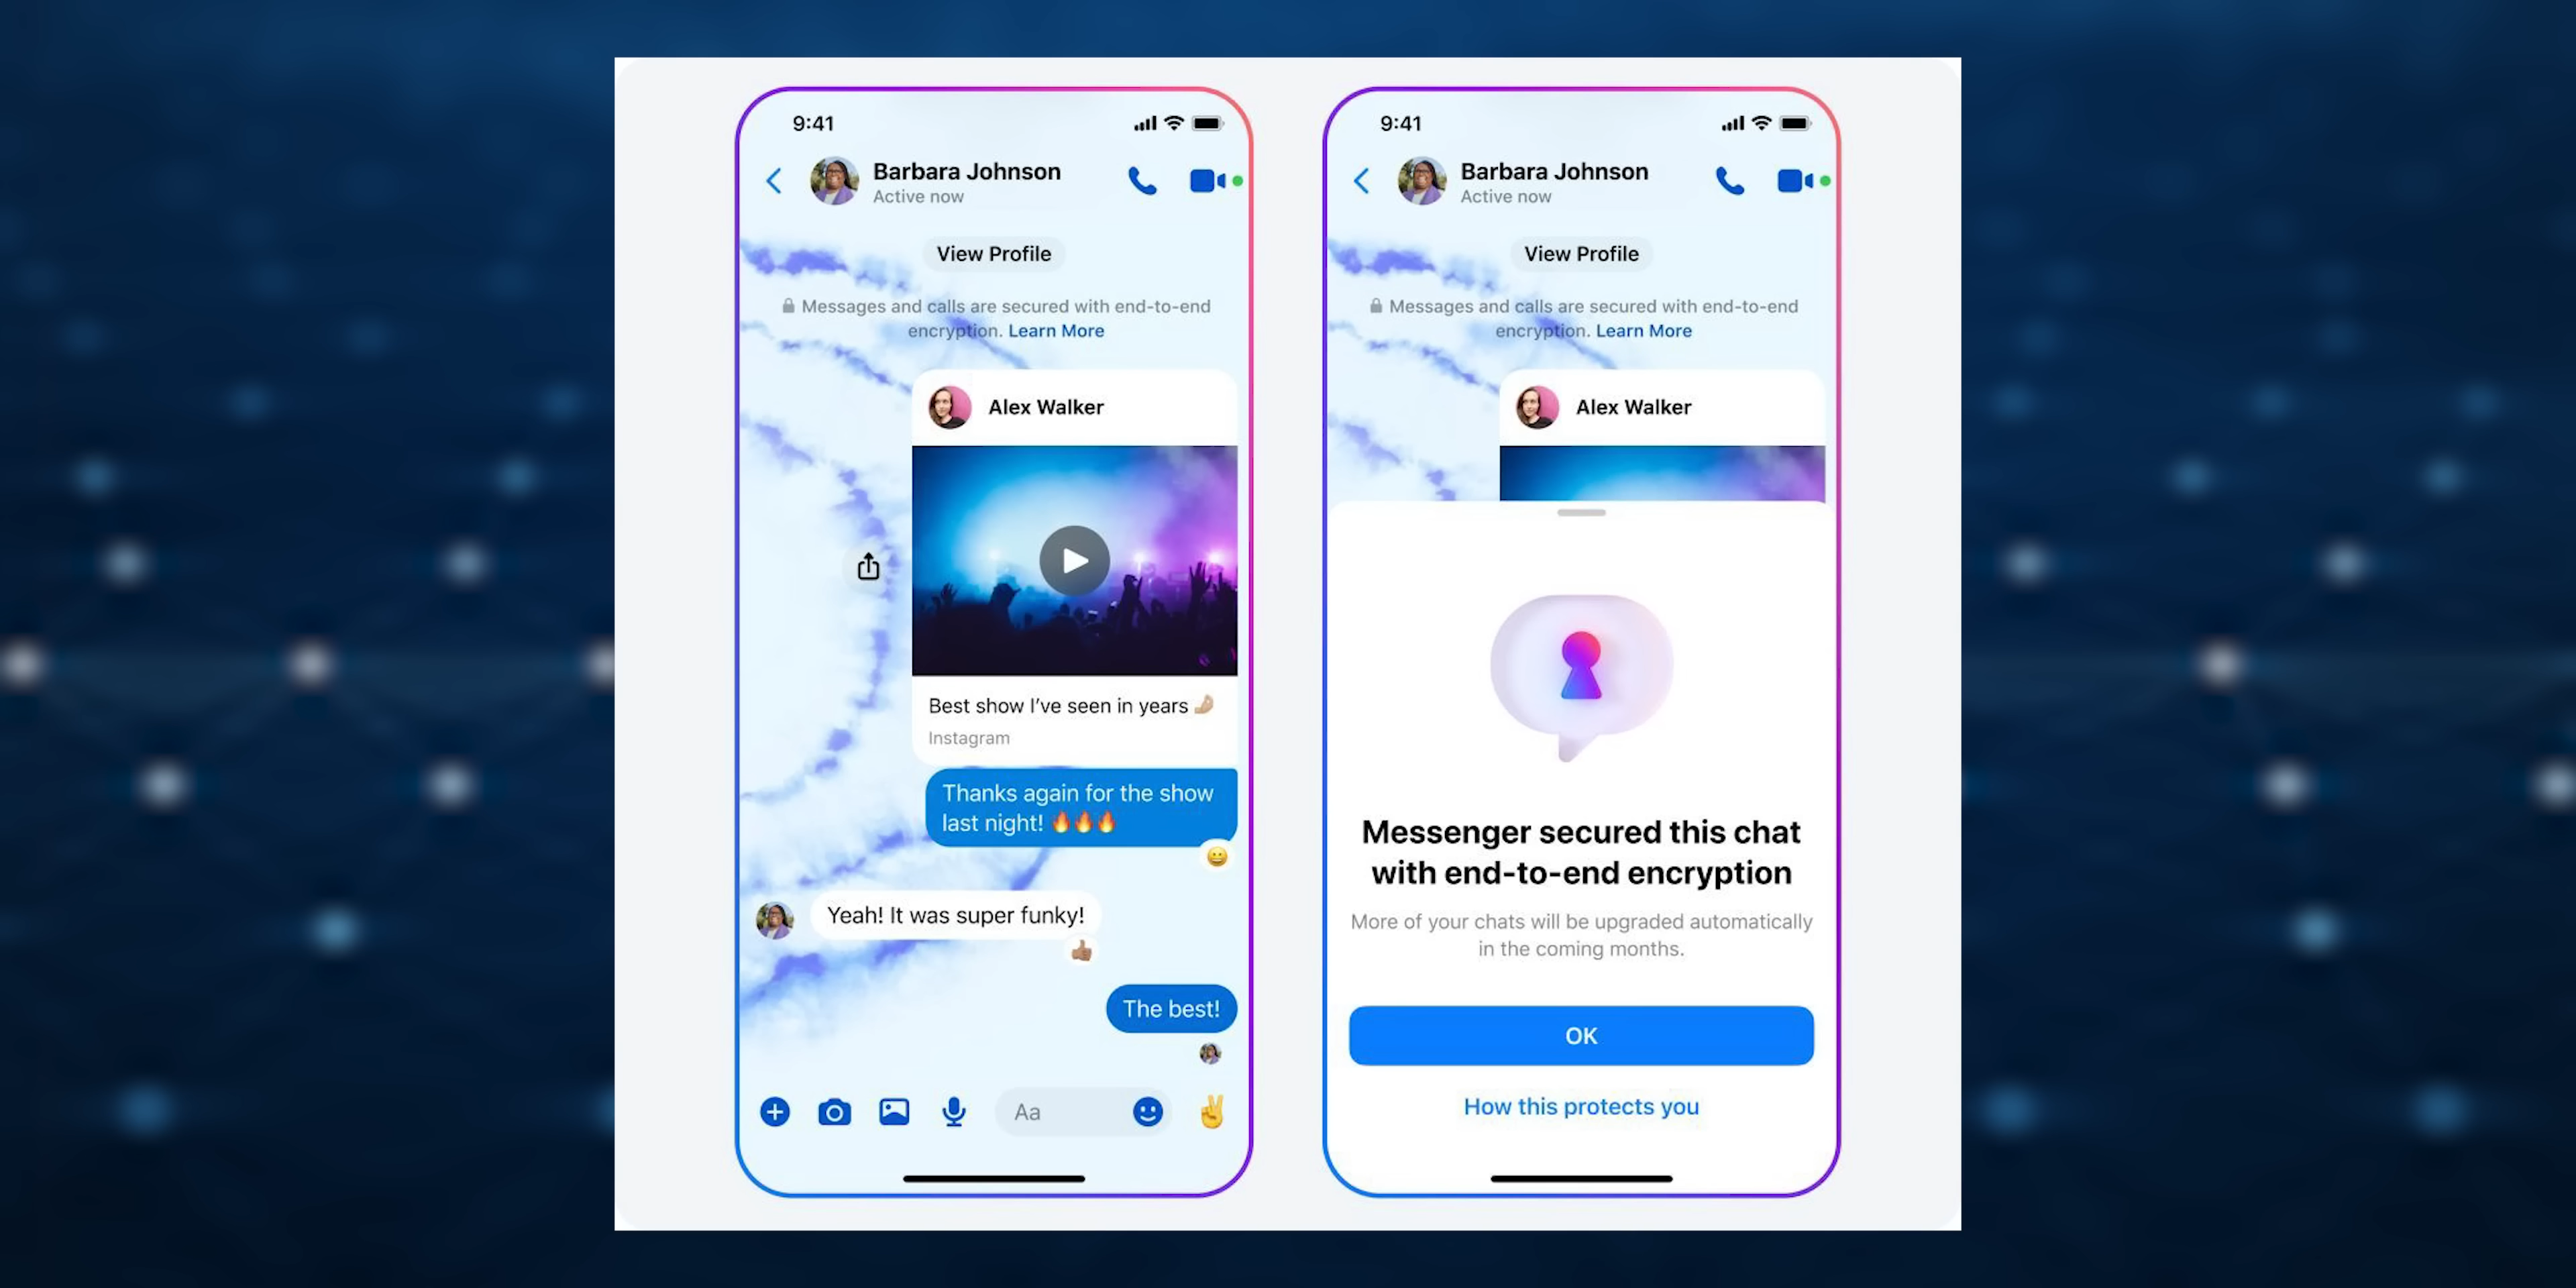 9:41
Barbara Johnson
Active now
View Profile
Messages and calls are secured with end-to-end
encryption. Learn More
Alex Walker
Best show I’ve seen in years 🤌🏼
Instagram
Thanks again for the show
last night! 🔥🔥🔥
😀
Yeah! It was super funky!
👍🏽
The best!
Aa
✌️
9:41
Barbara Johnson
Active now
View Profile
Messages and calls are secured with end-to-end
encryption. Learn More
Alex Walker
Messenger secured this chat
with end-to-end encryption
More of your chats will be upgraded automatically
in the coming months.
OK
How this protects you